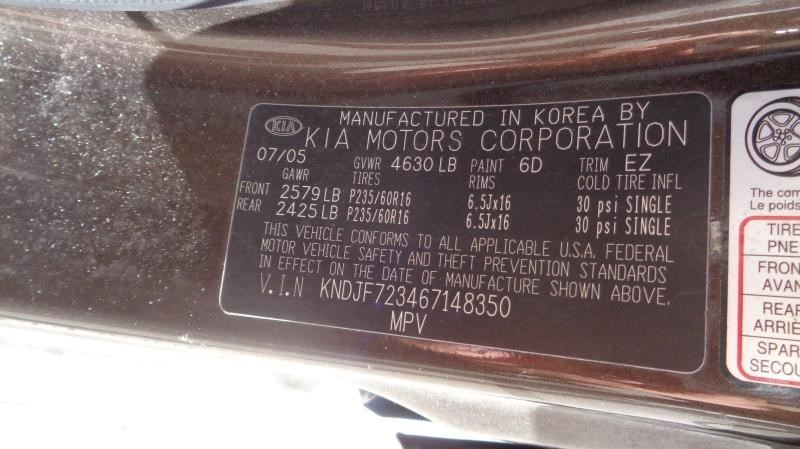 MANUFACTURED IN KOREA BY
KIA KIA MOTORS CORPORATION
07/05 GVWR 4630 LB PAINT 6D TRIM EZ
GAWR TIRES RIMS COLD TIRE INFL
FRONT 2579 LB P235/60R16 6.5Jx16 30 psi SINGLE
REAR 2425 LB P235/60R16 6.5Jx16 30 psi SINGLE
THIS VEHICLE CONFORMS TO ALL APPLICABLE U.S.A. FEDERAL
MOTOR VEHICLE SAFETY AND THEFT PREVENTION STANDARDS
IN EFFECT ON THE DATE OF MANUFACTURE SHOWN ABOVE.
V.I.N KNDJF723467148350
MPV
The com
Le poids
TIRE
PNE
FRON
AVAN
REAR
ARRIÈ
SPAR
SECOU